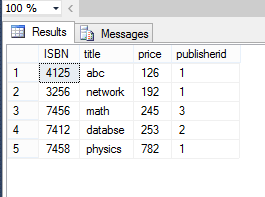 100 %
Results Messages
ISBN title price publisherid
1 4125 abc 126 1
2 3256 network 192 1
3 7456 math 245 3
4 7412 databse 253 2
5 7458 physics 782 1